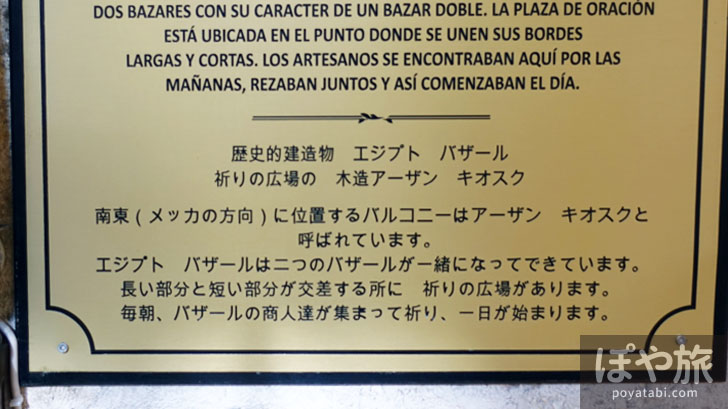 DOS BAZARES CON SU CARACTER DE UN BAZAR DOBLE. LA PLAZA DE ORACIÓN
ESTÁ UBICADA EN EL PUNTO DONDE SE UNEN SUS BORDES
LARGAS Y CORTAS. LOS ARTESANOS SE ENCONTRABAN AQUÍ POR LAS
MAÑANAS, REZABAN JUNTOS Y ASÍ COMENZABAN EL DÍA.
歴史的建造物　エジプト　バザール
祈りの広場の　木造アーザン　キオスク
南東(メッカの方向)に位置するバルコニーはアーザン　キオスクと
呼ばれています。
エジプト　バザールは二つのバザールが一緒になってできています。
長い部分と短い部分が交差する所に　祈りの広場があります。
毎朝、バザールの商人達が集まって祈り、一日が始まります。
ぽや旅
poyatabi.com